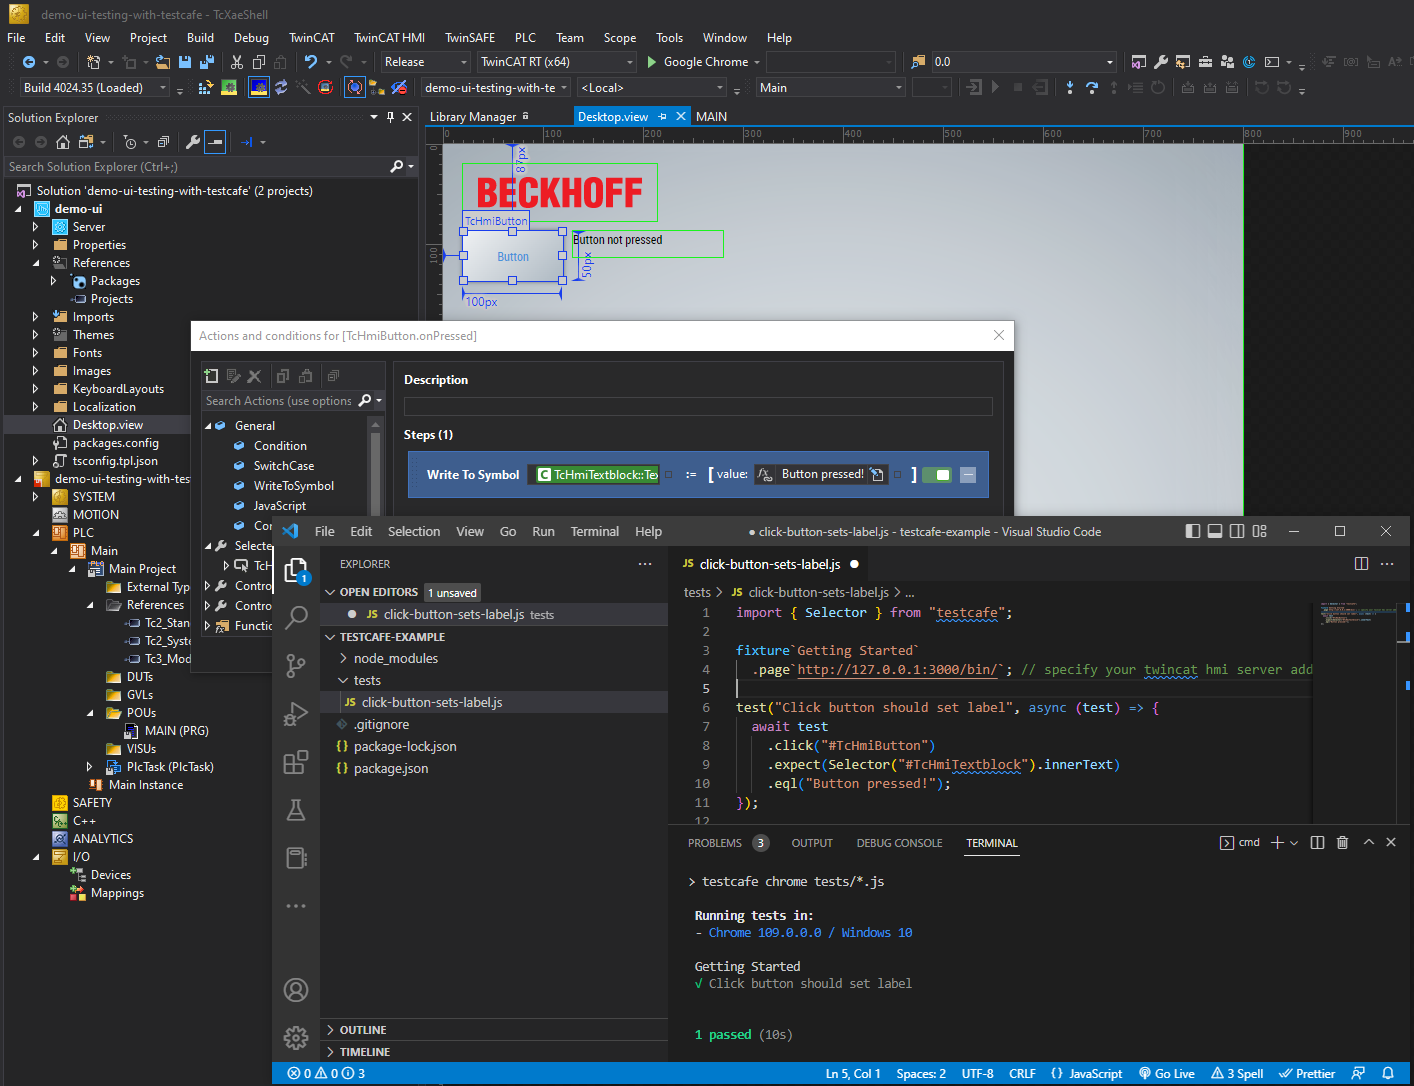 demo-ui-testing-with-testcafe - TcXaeShell
File Edit View Project Build Debug TwinCAT TwinCAT HMI TwinSAFE PLC Team Scope Tools Window Help
Release TwinCAT RT (x64) Google Chrome 0.0
Build 4024.35 (Loaded) demo-ui-testing-with-te <Local> Main
Solution Explorer
Search Solution Explorer (Ctrl+;)
Solution 'demo-ui-testing-with-testcafe' (2 projects)
demo-ui
Server
Properties
References
Packages
Projects
Imports
Themes
Fonts
Images
KeyboardLayouts
Localization
Desktop.view
packages.config
tsconfig.tpl.json
demo-ui-testing-with-tes
SYSTEM
MOTION
PLC
Main
Main Project
External Typ
References
Tc2_Stan
Tc2_Syste
Tc3_Mod
DUTs
GVLs
POUs
MAIN (PRG)
VISUs
PlcTask (PlcTask)
Main Instance
SAFETY
C++
ANALYTICS
I/O
Devices
Mappings
Library Manager Desktop.view MAIN
0 100 200 300 400 500 600 700 800 900
0
100
87px
BECKHOFF
TcHmiButton
Button
Button not pressed
50px
100px
Actions and conditions for [TcHmiButton.onPressed]
Search Actions (use options
General
Condition
SwitchCase
WriteToSymbol
JavaScript
Cor
Selecte
TcH
Contro
Contro
Functio
Description
Steps (1)
Write To Symbol TcHmiTextblock::Te := [ value: Button pressed! ]
File Edit Selection View Go Run Terminal Help
● click-button-sets-label.js - testcafe-example - Visual Studio Code
1
EXPLORER
OPEN EDITORS 1 unsaved
JS click-button-sets-label.js tests
TESTCAFE-EXAMPLE
node_modules
tests
JS click-button-sets-label.js
.gitignore
{} package-lock.json
{} package.json
OUTLINE
TIMELINE
JS click-button-sets-label.js
tests > JS click-button-sets-label.js > ...
1 import { Selector } from "testcafe";
2
3 fixture`Getting Started`
4 .page`http://127.0.0.1:3000/bin/`; // specify your twincat hmi server add
5
6 test("Click button should set label", async (test) => {
7 await test
8 .click("#TcHmiButton")
9 .expect(Selector("#TcHmiTextblock").innerText)
10 .eql("Button pressed!");
11 });
12
PROBLEMS 3 OUTPUT DEBUG CONSOLE TERMINAL cmd
> testcafe chrome tests/*.js
Running tests in:
- Chrome 109.0.0.0 / Windows 10
Getting Started
√ Click button should set label
1 passed (10s)
0 0 3 Ln 5, Col 1 Spaces: 2 UTF-8 CRLF {} JavaScript Go Live 3 Spell Prettier